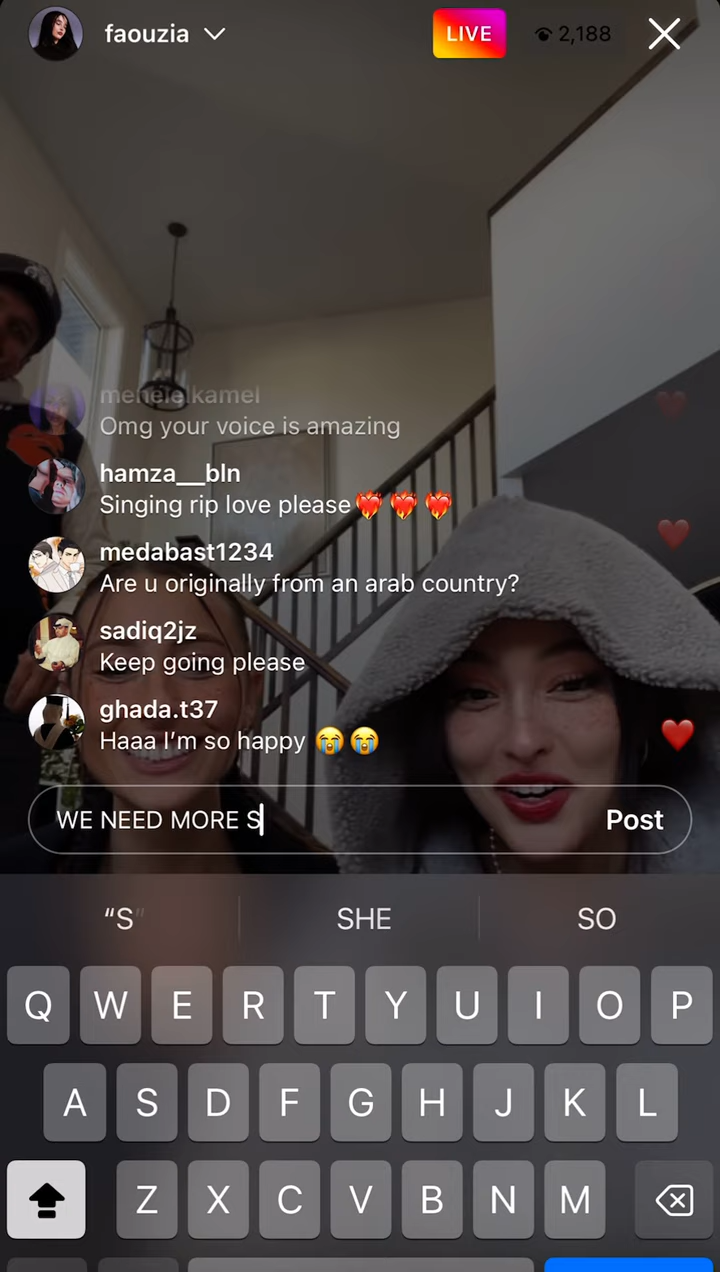 faouzia
LIVE
2,188
menelelkamel
Omg your voice is amazing
hamza__bln
Singing rip love please
medabast1234
Are u originally from an arab country?
sadiq2jz
Keep going please
ghada.t37
Haaa I'm so happy 😭😭
WE NEED MORE S
Post
“S”
SHE
SO
Q W E R T Y U I O P
A S D F G H J K L
Z X C V B N M